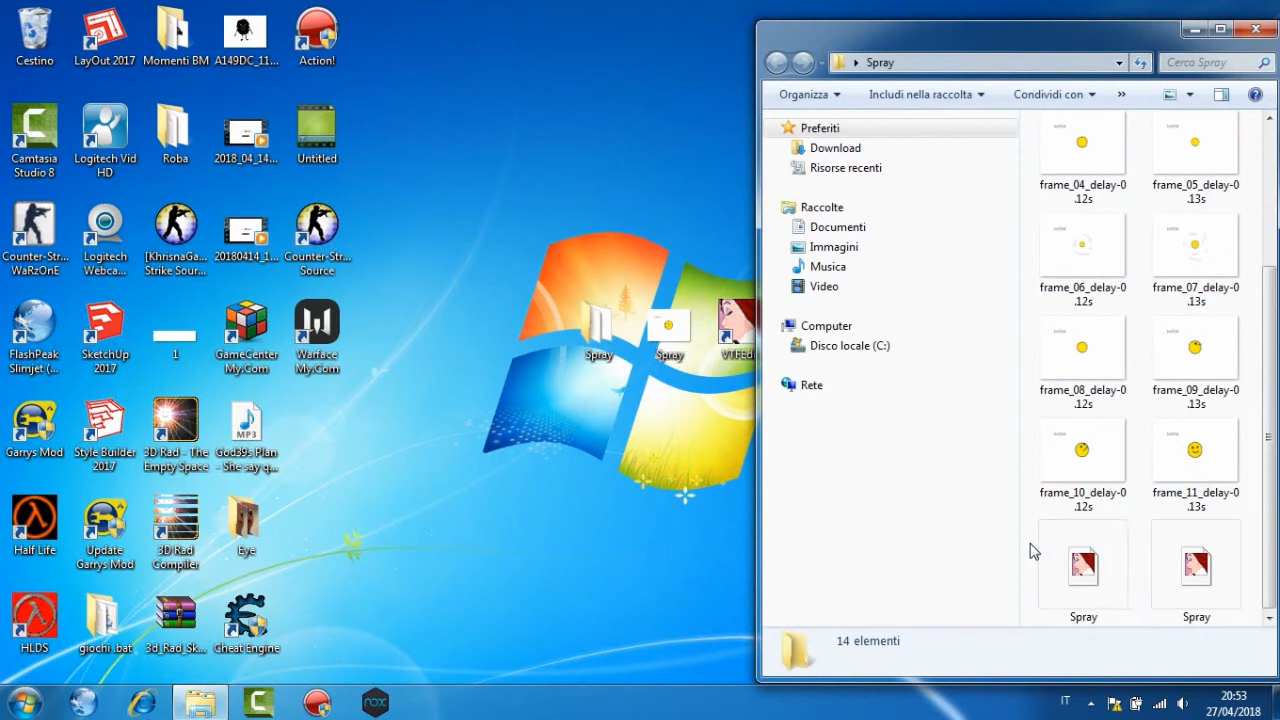 Cestino
LayOut 2017
Momenti BM
A149DC_11...
Action!
Camtasia
Studio 8
Logitech Vid
HD
Roba
2018_04_14...
Untitled
Counter-Str...
WaRzOnE
Logitech
Webca...
[KhrisnaGa...
Strike Sour...
20180414_1...
Counter-Str...
Source
FlashPeak
Slimjet (...
SketchUp
2017
1
GameCenter
My.Com
Warface
My.Com
Garrys Mod
Style Builder
2017
3D Rad - The
Empty Space
MP3
God39s Plan
- She say q...
Half Life
Update
Garrys Mod
3D Rad
Compiler
Eye
HLDS
giochi .bat
3d_Rad_Sk...
Cheat Engine
Spray
Spray
VTFEdi
Spray
Cerca Spray
Organizza
Includi nella raccolta
Condividi con
»
Preferiti
Download
Risorse recenti
Raccolte
Documenti
Immagini
Musica
Video
Computer
Disco locale (C:)
Rete
frame_04_delay-0
.12s
frame_05_delay-0
.13s
frame_06_delay-0
.12s
frame_07_delay-0
.13s
frame_08_delay-0
.12s
frame_09_delay-0
.13s
frame_10_delay-0
.12s
frame_11_delay-0
.13s
Spray
Spray
14 elementi
nox
IT
20:53
27/04/2018